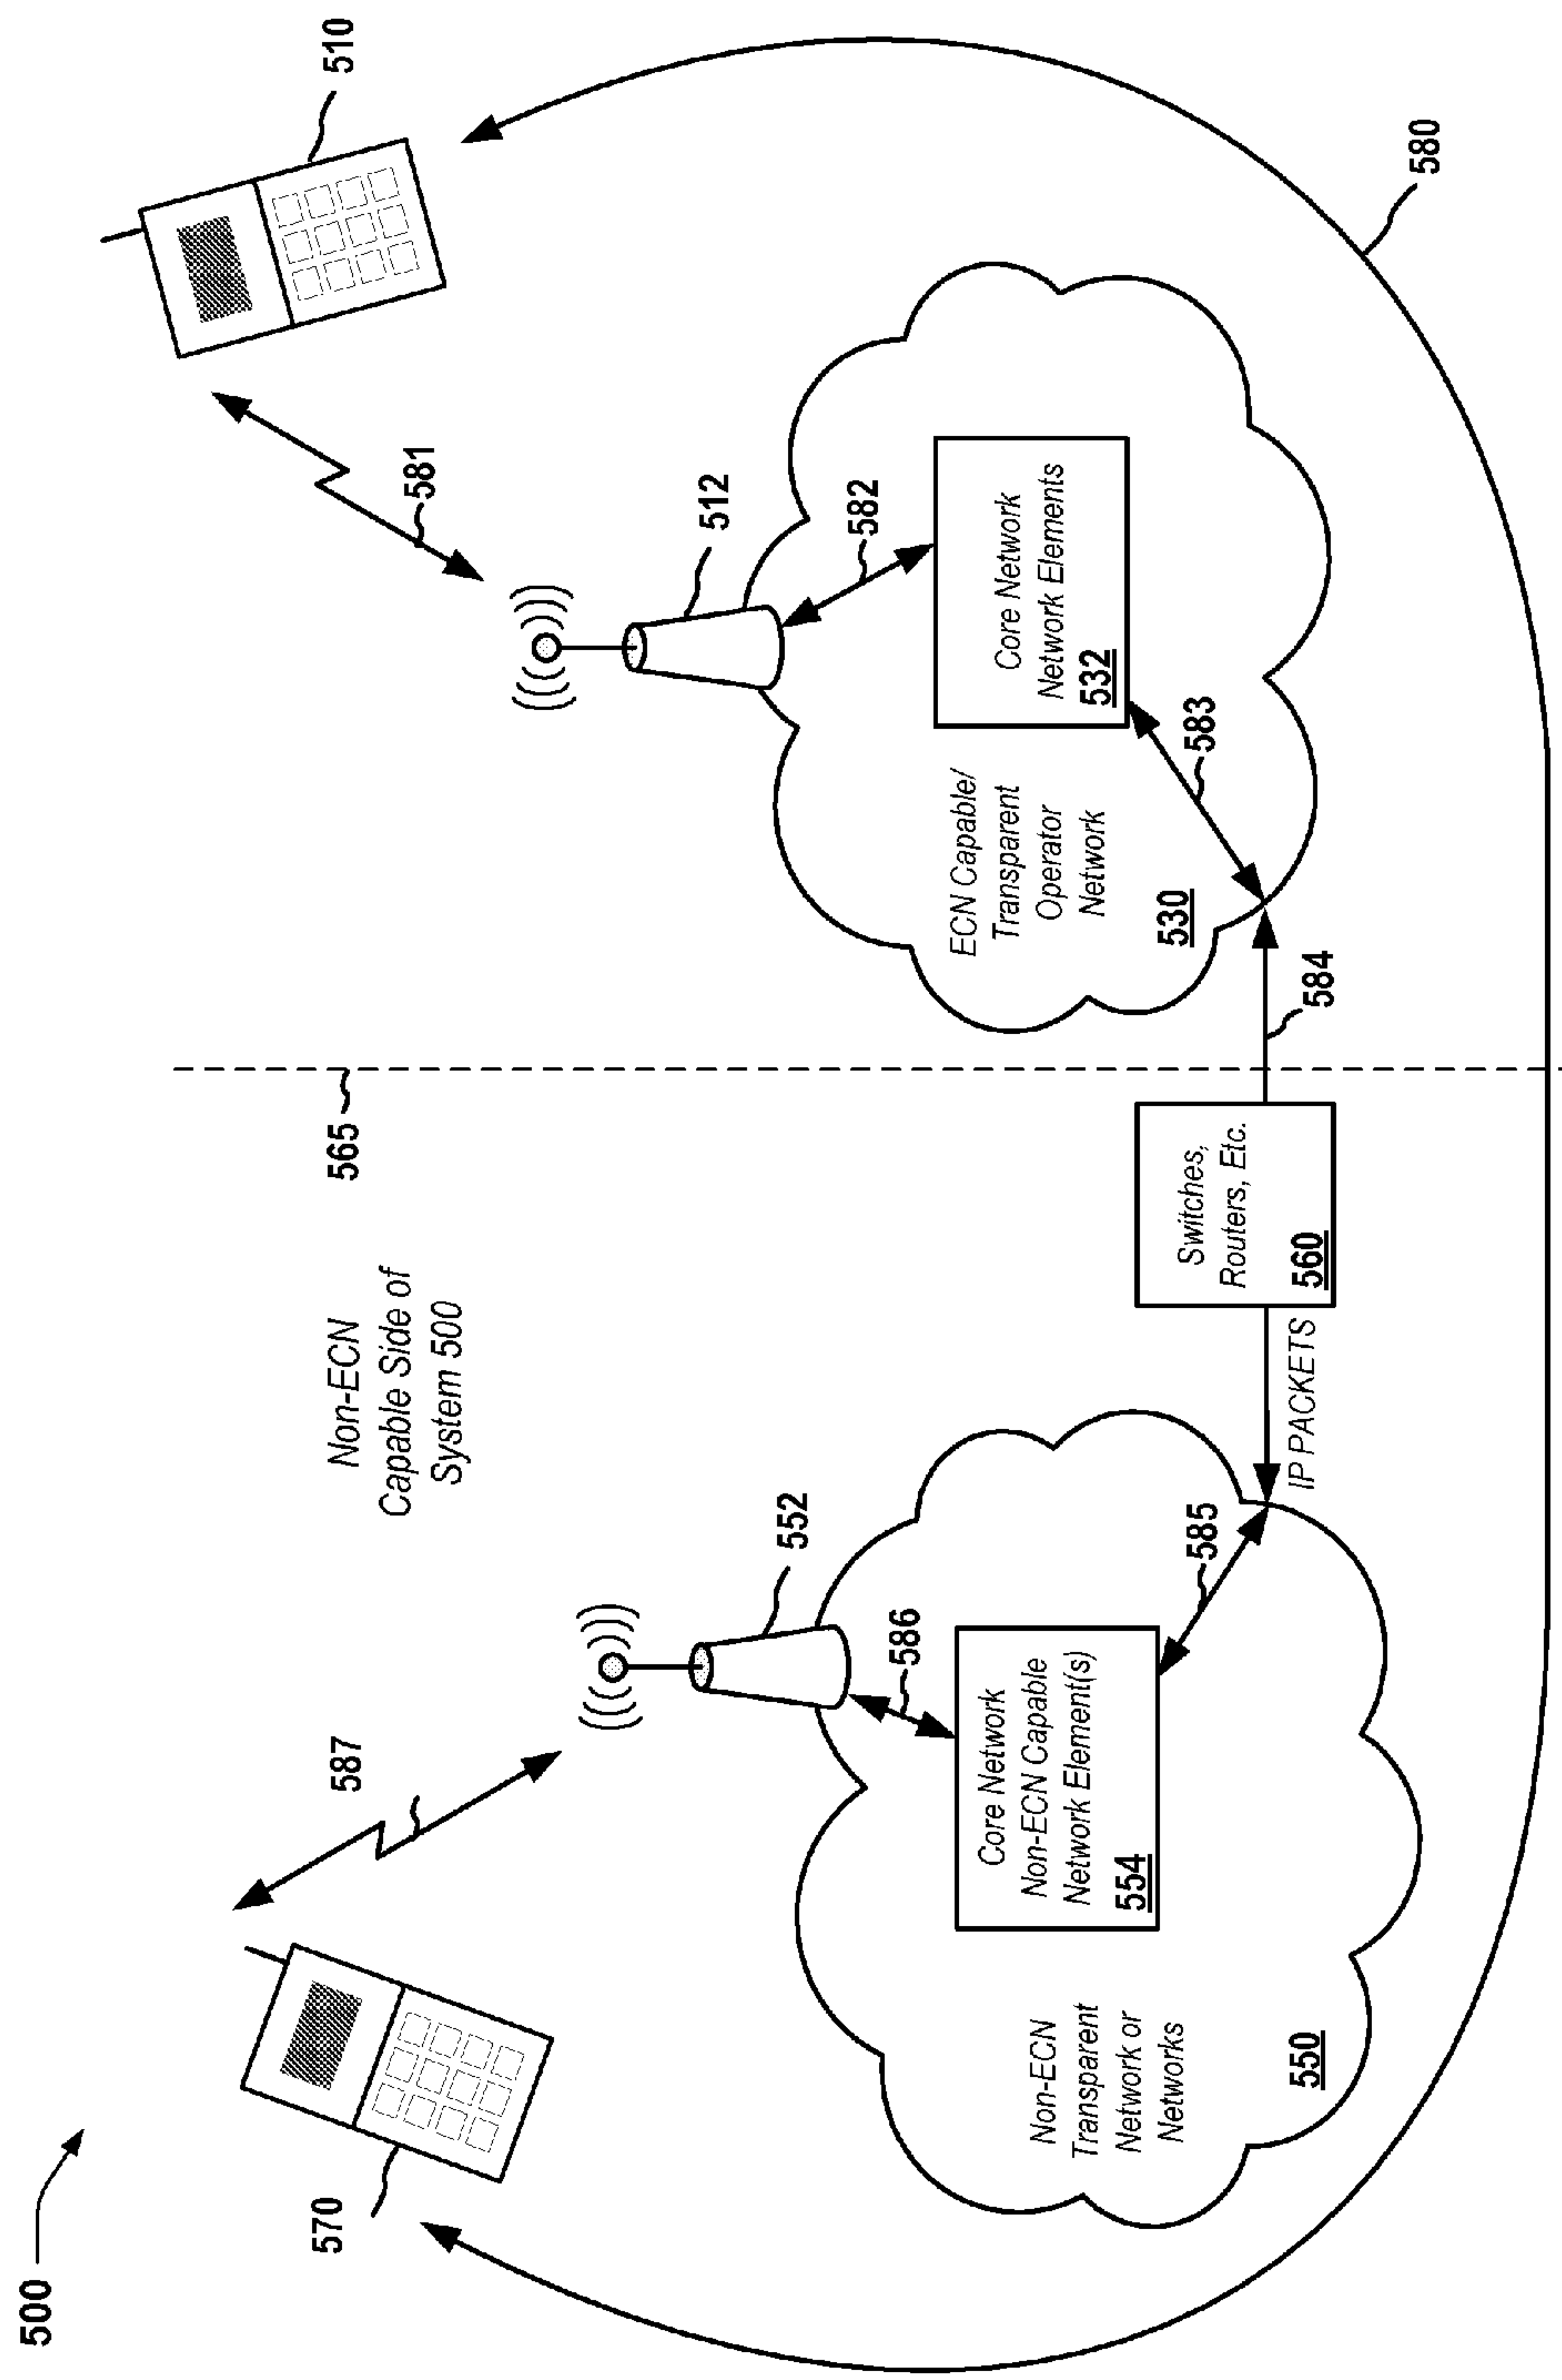 500
570
587
Non-ECN
Capable Side of
System 500
565
581
510
552
512
586
582
Core Network
Non-ECN Capable
Network Element(s)
554
Core Network
Network Elements
532
Non-ECN
Transparent
Network or
Networks
550
585
IP PACKETS
Switches,
Routers, Etc.
560
584
ECN Capable/
Transparent
Operator
Network
530
583
580